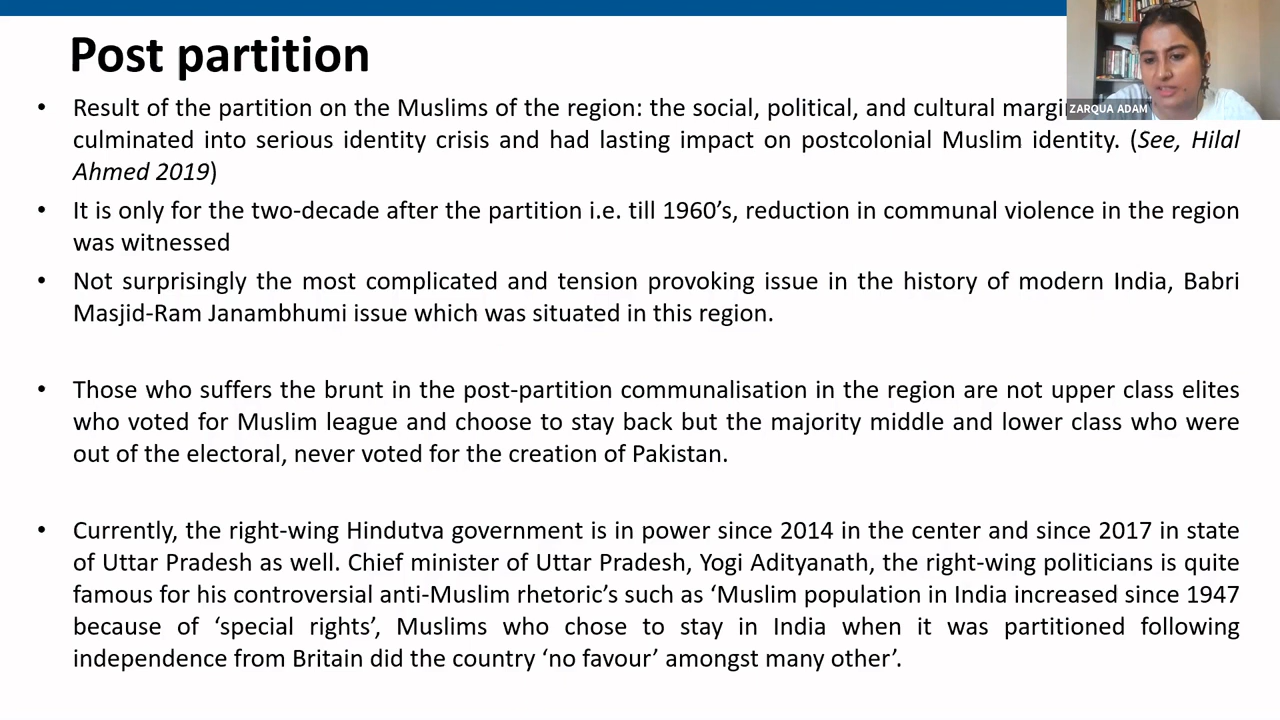 Post partition
• Result of the partition on the Muslims of the region: the social, political, and cultural
ZARQUA ADAM
culminated into serious identity crisis and had lasting impact on postcolonial Muslim identity. (See, Hilal
Ahmed 2019)
• It is only for the two-decade after the partition i.e. till 1960’s, reduction in communal violence in the region
was witnessed
• Not surprisingly the most complicated and tension provoking issue in the history of modern India, Babri
Masjid-Ram Janambhumi issue which was situated in this region.
• Those who suffers the brunt in the post-partition communalisation in the region are not upper class elites
who voted for Muslim league and choose to stay back but the majority middle and lower class who were
out of the electoral, never voted for the creation of Pakistan.
• Currently, the right-wing Hindutva government is in power since 2014 in the center and since 2017 in state
of Uttar Pradesh as well. Chief minister of Uttar Pradesh, Yogi Adityanath, the right-wing politicians is quite
famous for his controversial anti-Muslim rhetoric’s such as ‘Muslim population in India increased since 1947
because of ‘special rights’, Muslims who chose to stay in India when it was partitioned following
independence from Britain did the country ‘no favour’ amongst many other’.